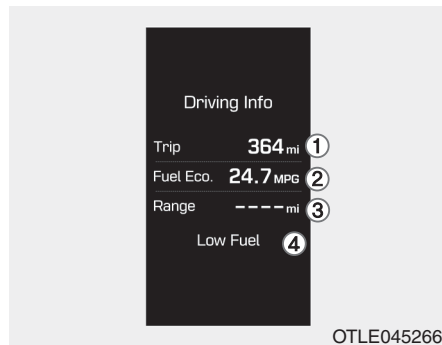 Driving Info
Trip 364 mi ①
Fuel Eco. 24.7 MPG ②
Range ---- mi ③
Low Fuel ④
OTLE045266